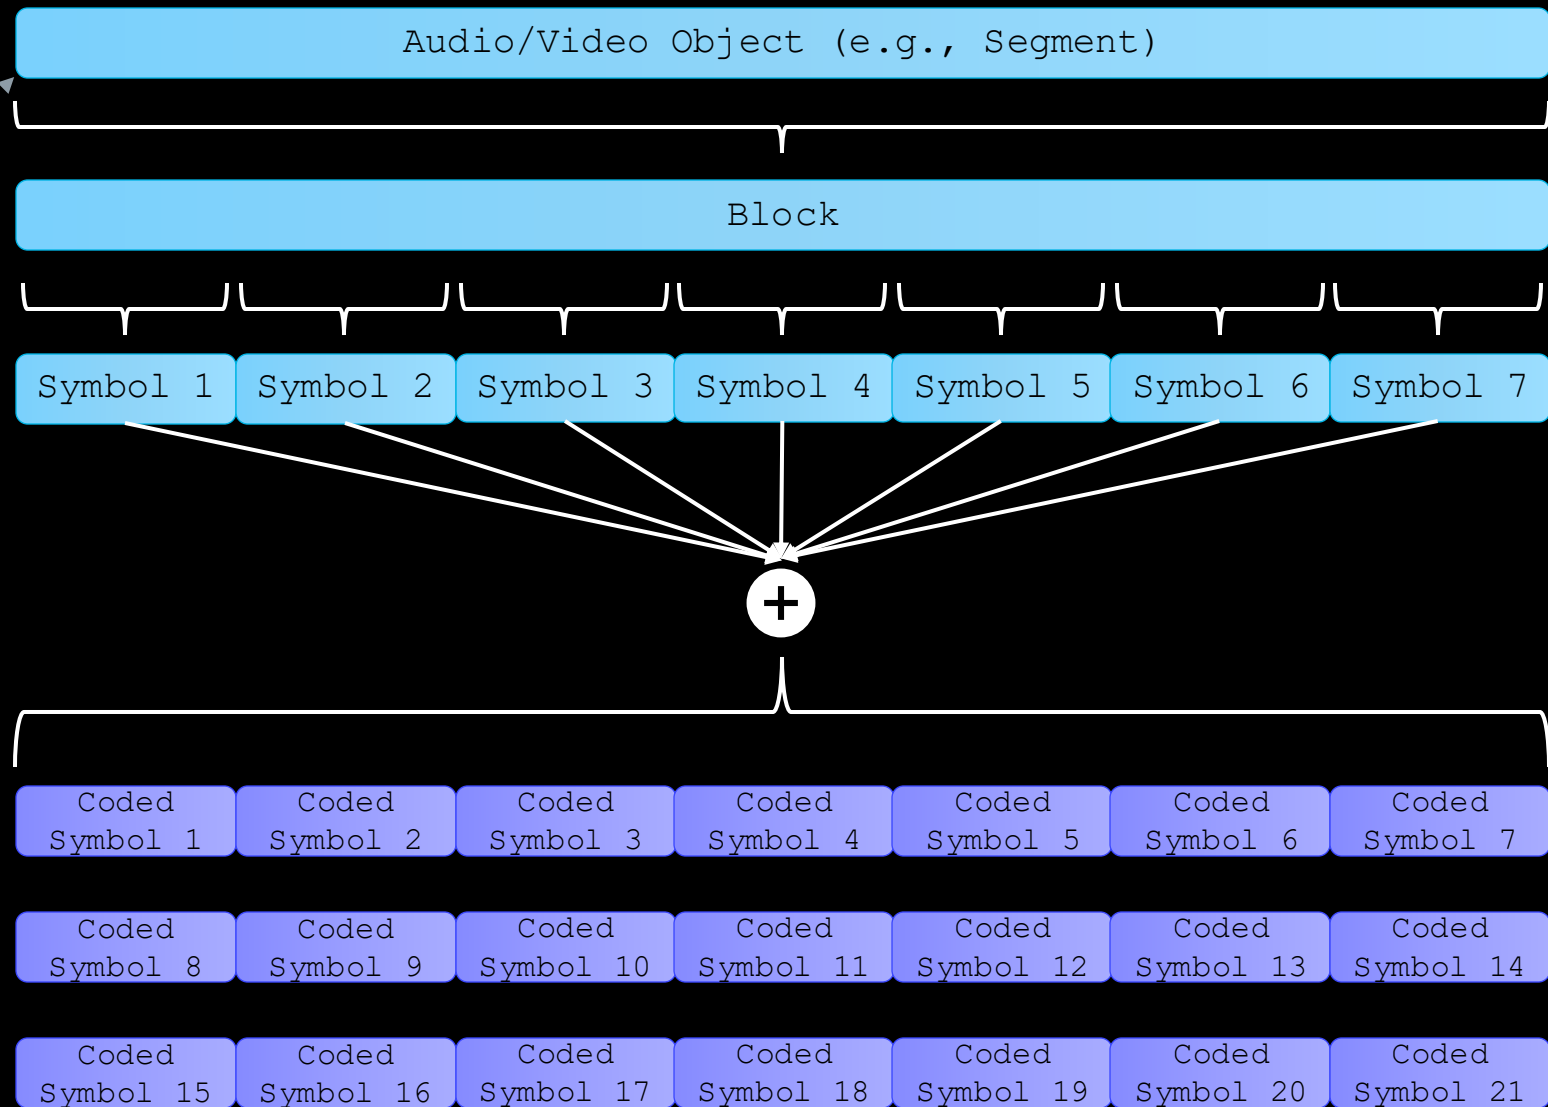 Audio/Video Object (e.g., Segment)
Block
Symbol 1 Symbol 2 Symbol 3 Symbol 4 Symbol 5 Symbol 6 Symbol 7
+
Coded Coded Coded Coded Coded Coded Coded
Symbol 1 Symbol 2 Symbol 3 Symbol 4 Symbol 5 Symbol 6 Symbol 7
Coded Coded Coded Coded Coded Coded Coded
Symbol 8 Symbol 9 Symbol 10 Symbol 11 Symbol 12 Symbol 13 Symbol 14
Coded Coded Coded Coded Coded Coded Coded
Symbol 15 Symbol 16 Symbol 17 Symbol 18 Symbol 19 Symbol 20 Symbol 21